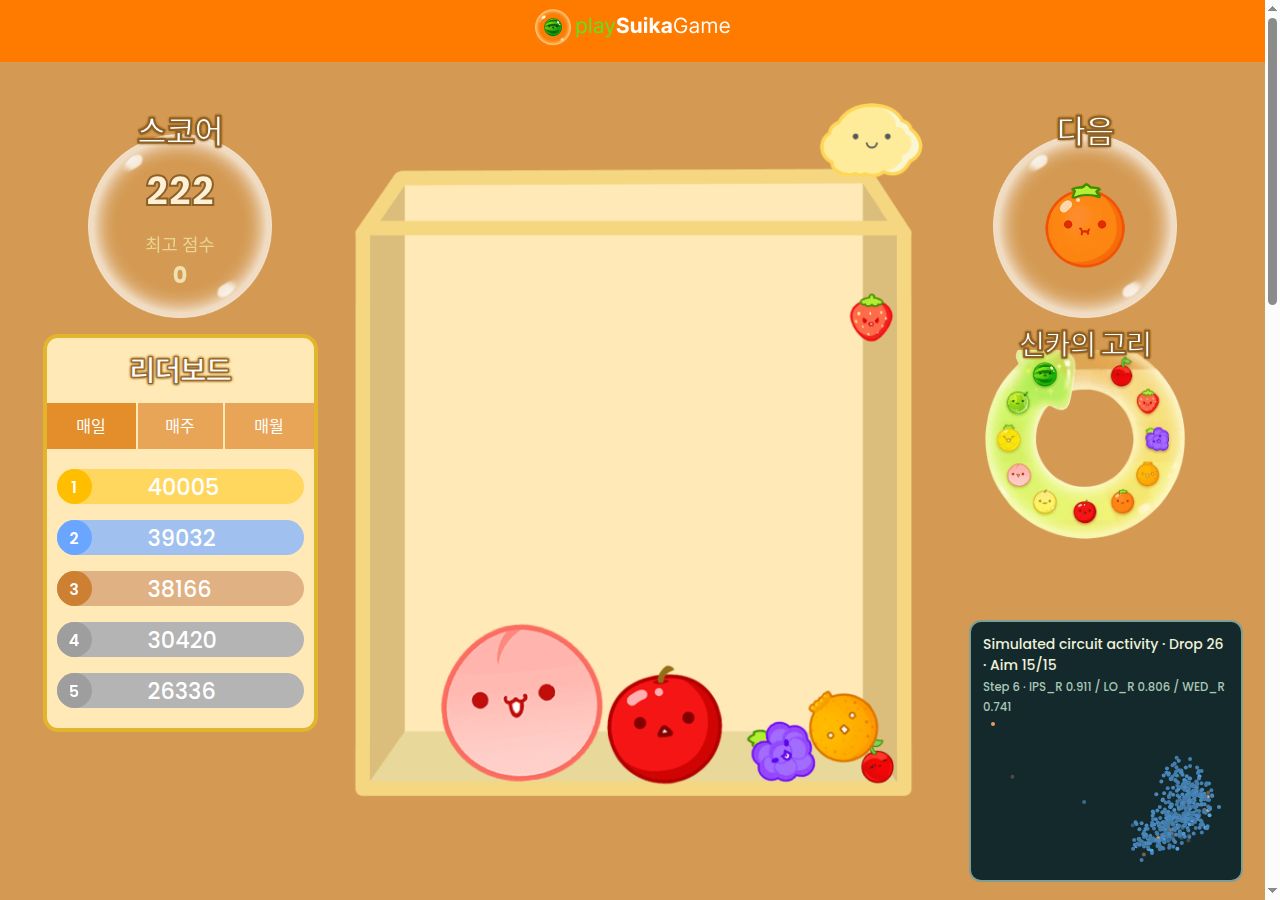 playSuikaGame
스코어
222
최고 점수
0
리더보드
매일 매주 매월
1 40005
2 39032
3 38166
4 30420
5 26336
다음
신카의 고리
Simulated circuit activity · Drop 26
· Aim 15/15
Step 6 · IPS_R 0.911 / LO_R 0.806 / WED_R
0.741